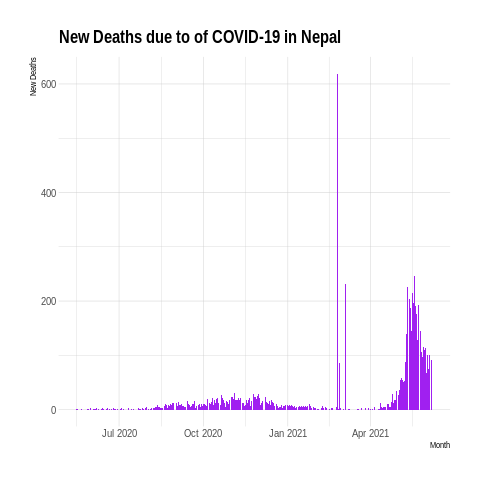 New Deaths due to of COVID-19 in Nepal
New Deaths
600
400
200
0
Jul 2020 Oct 2020 Jan 2021 Apr 2021
Month